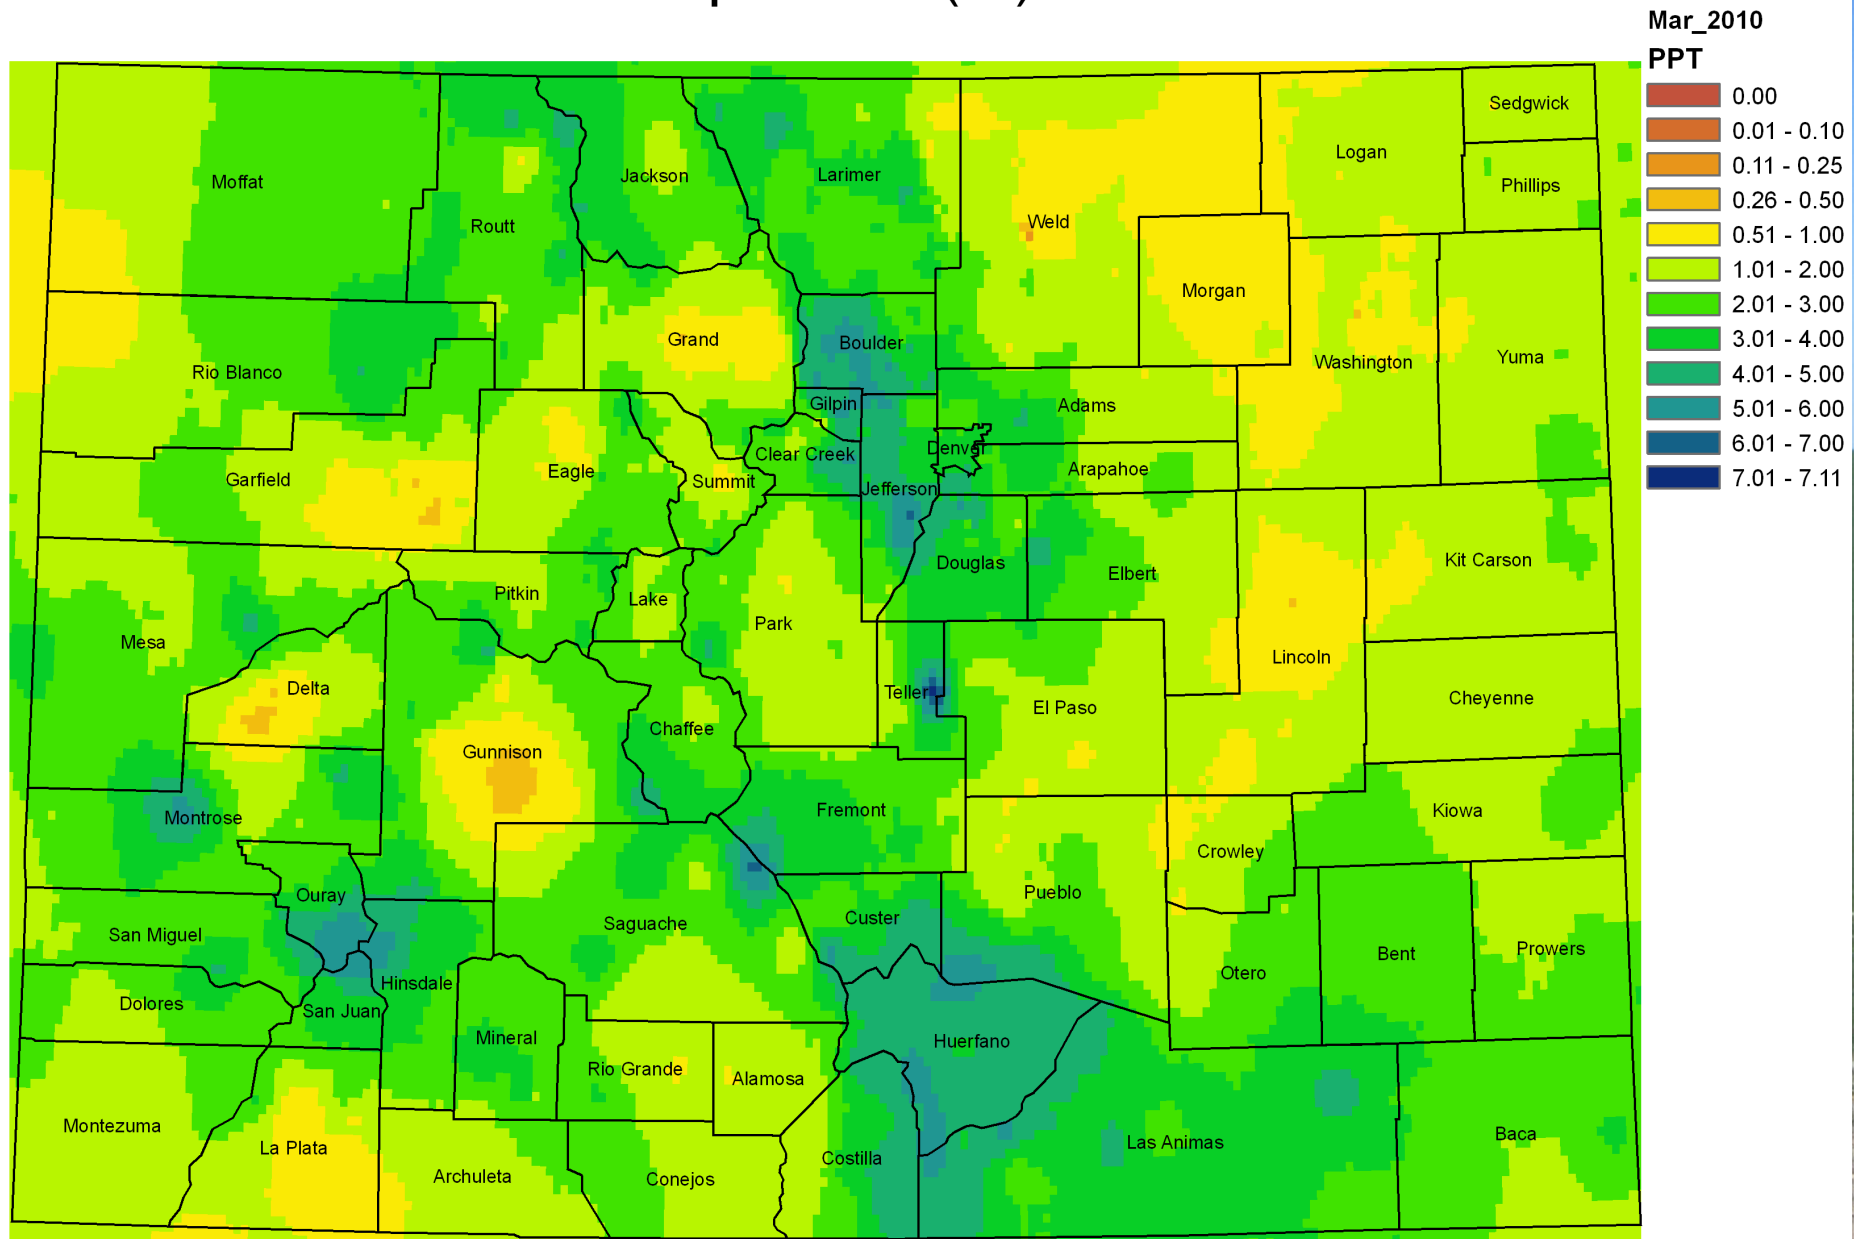 Mar_2010
PPT
0.00
0.01 - 0.10
0.11 - 0.25
0.26 - 0.50
0.51 - 1.00
1.01 - 2.00
2.01 - 3.00
3.01 - 4.00
4.01 - 5.00
5.01 - 6.00
6.01 - 7.00
7.01 - 7.11
Sedgwick
Logan
Phillips
Moffat
Jackson
Larimer
Routt
Weld
Morgan
Grand
Boulder
Washington
Yuma
Rio Blanco
Gilpin
Adams
Denver
Clear Creek
Arapahoe
Garfield
Eagle
Summit
Jefferson
Kit Carson
Douglas
Elbert
Pitkin
Lake
Park
Mesa
Lincoln
Delta
Teller
El Paso
Cheyenne
Chaffee
Gunnison
Montrose
Fremont
Kiowa
Crowley
Ouray
Pueblo
Saguache
Custer
San Miguel
Bent
Prowers
Otero
Hinsdale
Dolores
San Juan
Mineral
Huerfano
Rio Grande
Alamosa
Montezuma
La Plata
Archuleta
Conejos
Costilla
Las Animas
Baca